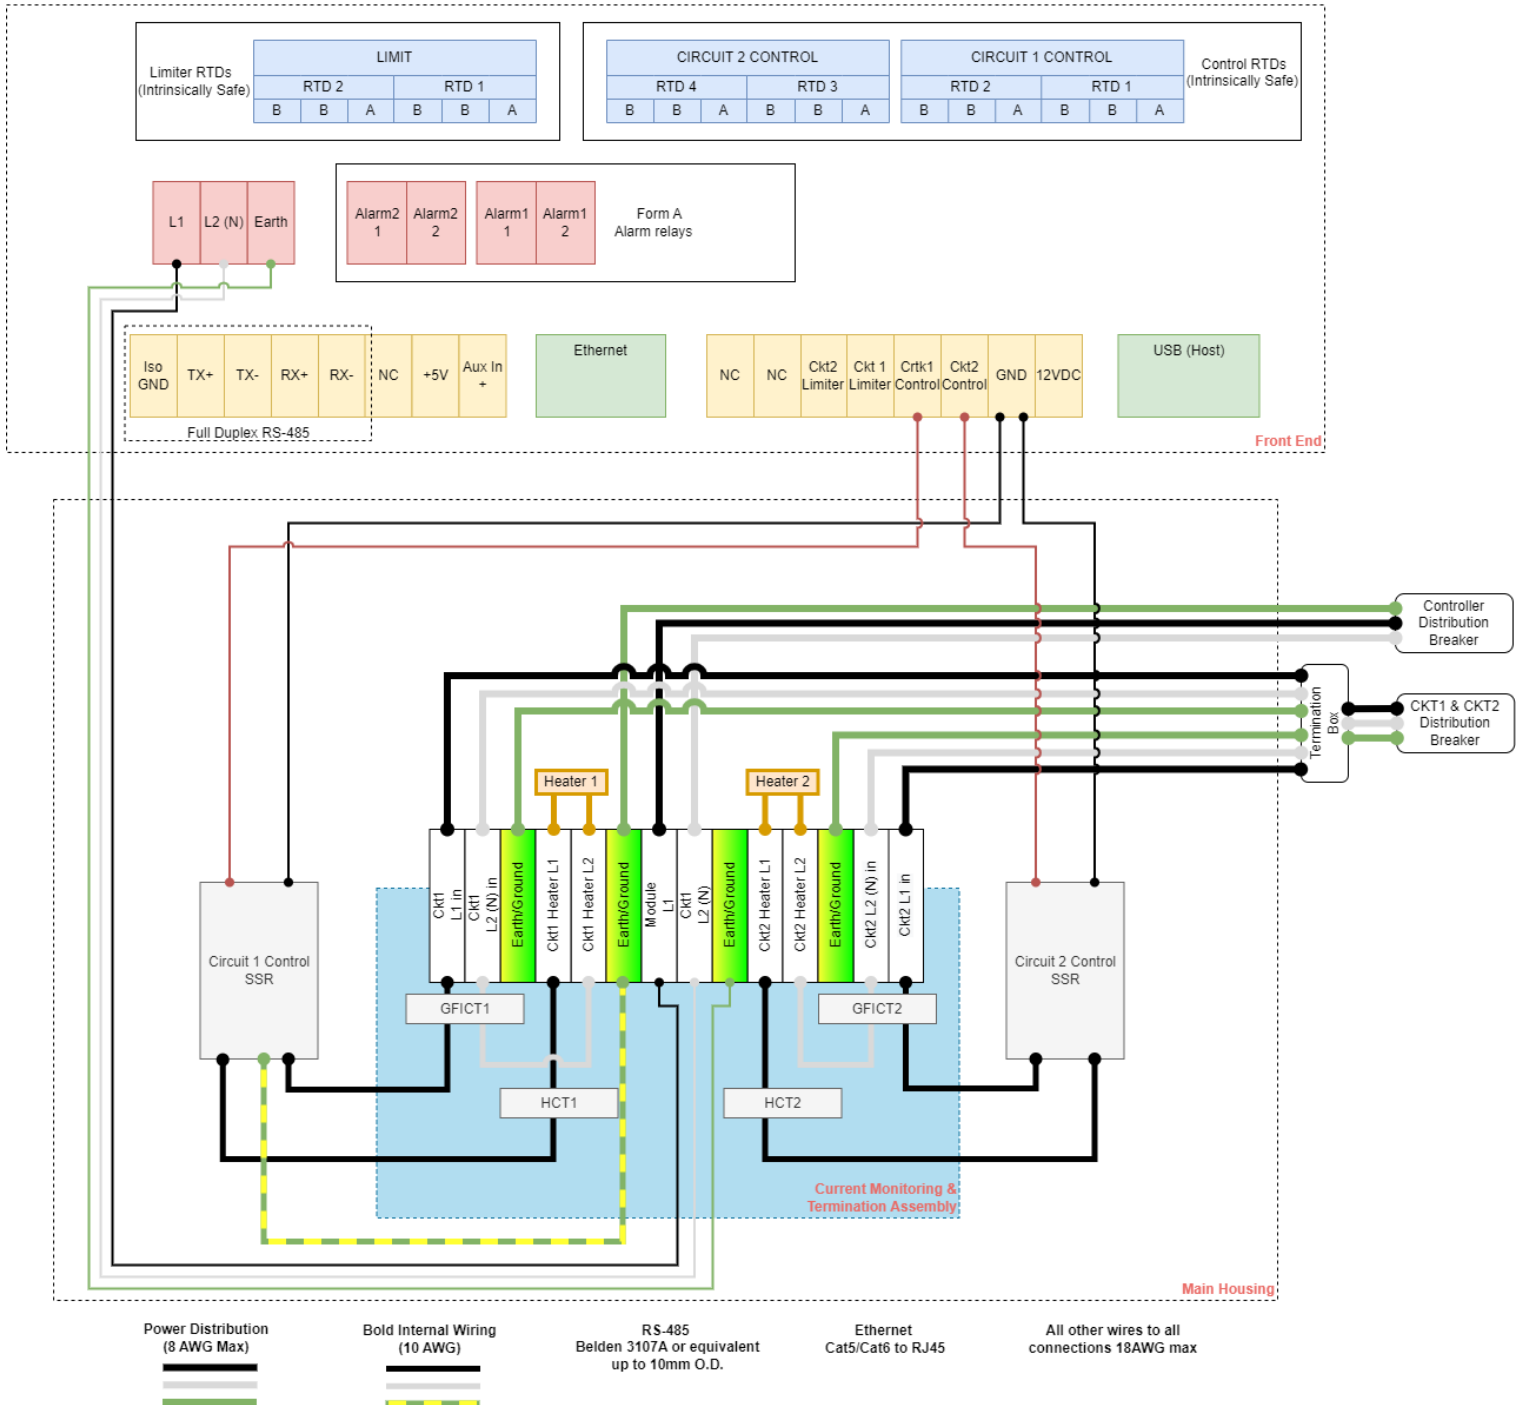 LIMIT
CIRCUIT 2 CONTROL
CIRCUIT 1 CONTROL
Limiter RTDs
(Intrinsically Safe)
Control RTDs
(Intrinsically Safe)
RTD 2 RTD 1
RTD 4 RTD 3
RTD 2 RTD 1
B B A B B A
B B A B B A
B B A B B A
L1 L2 (N) Earth
Alarm2
1
Alarm2
2
Alarm1
1
Alarm1
2
Form A
Alarm relays
Iso
GND
TX+
TX-
RX+
RX-
NC
+5V
Aux In
+
Full Duplex RS-485
Ethernet
NC
NC
Ckt2
Limiter
Ckt 1
Limiter
Crtk1
Control
Ckt2
Control
GND
12VDC
USB (Host)
Front End
Controller
Distribution
Breaker
Termination
Box
CKT1 & CKT2
Distribution
Breaker
Heater 1
Heater 2
Ckt1
L1 in
Ckt1
L2 (N) in
Earth/Ground
Ckt1 Heater L1
Ckt1 Heater L2
Earth/Ground
Module
L1
Ckt1
L2 (N)
Earth/Ground
Ckt2 Heater L1
Ckt2 Heater L2
Earth/Ground
Ckt2 L2 (N) in
Ckt2 L1 in
Circuit 1 Control
SSR
Circuit 2 Control
SSR
GFICT1
GFICT2
HCT1
HCT2
Current Monitoring &
Termination Assembly
Main Housing
Power Distribution
(8 AWG Max)
Bold Internal Wiring
(10 AWG)
RS-485
Belden 3107A or equivalent
up to 10mm O.D.
Ethernet
Cat5/Cat6 to RJ45
All other wires to all
connections 18AWG max